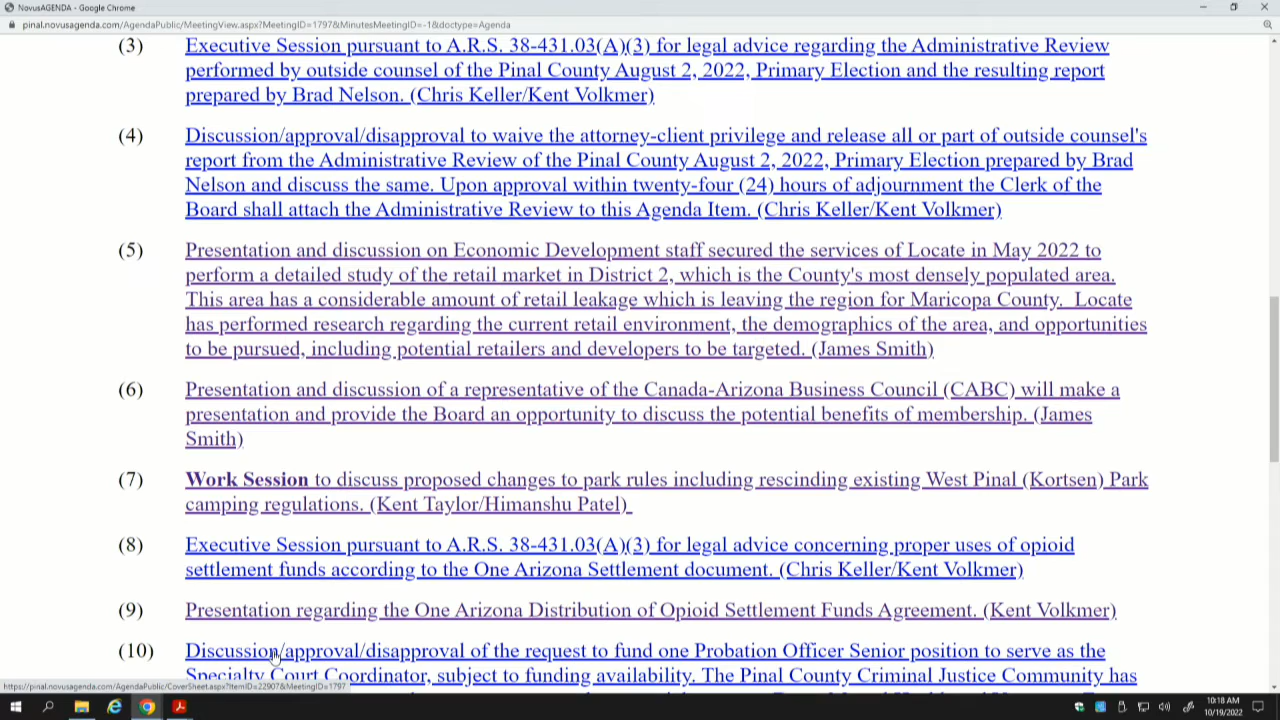 NovusAGENDA - Google Chrome
pinal.novusagenda.com/AgendaPublic/MeetingView.aspx?MeetingID=1797&MinutesMeetingID=-1&doctype=Agenda
(3) Executive Session pursuant to A.R.S. 38-431.03(A)(3) for legal advice regarding the Administrative Review
performed by outside counsel of the Pinal County August 2, 2022, Primary Election and the resulting report
prepared by Brad Nelson. (Chris Keller/Kent Volkmer)
(4) Discussion/approval/disapproval to waive the attorney-client privilege and release all or part of outside counsel's
report from the Administrative Review of the Pinal County August 2, 2022, Primary Election prepared by Brad
Nelson and discuss the same. Upon approval within twenty-four (24) hours of adjournment the Clerk of the
Board shall attach the Administrative Review to this Agenda Item. (Chris Keller/Kent Volkmer)
(5) Presentation and discussion on Economic Development staff secured the services of Locate in May 2022 to
perform a detailed study of the retail market in District 2, which is the County's most densely populated area.
This area has a considerable amount of retail leakage which is leaving the region for Maricopa County. Locate
has performed research regarding the current retail environment, the demographics of the area, and opportunities
to be pursued, including potential retailers and developers to be targeted. (James Smith)
(6) Presentation and discussion of a representative of the Canada-Arizona Business Council (CABC) will make a
presentation and provide the Board an opportunity to discuss the potential benefits of membership. (James
Smith)
(7) Work Session to discuss proposed changes to park rules including rescinding existing West Pinal (Kortsen) Park
camping regulations. (Kent Taylor/Himanshu Patel)
(8) Executive Session pursuant to A.R.S. 38-431.03(A)(3) for legal advice concerning proper uses of opioid
settlement funds according to the One Arizona Settlement document. (Chris Keller/Kent Volkmer)
(9) Presentation regarding the One Arizona Distribution of Opioid Settlement Funds Agreement. (Kent Volkmer)
(10) Discussion/approval/disapproval of the request to fund one Probation Officer Senior position to serve as the
Specialty Court Coordinator, subject to funding availability. The Pinal County Criminal Justice Community has
https://pinal.novusagenda.com/AgendaPublic/CoverSheet.aspx?ItemID=22907&MeetingID=1797
10:18 AM
10/19/2022